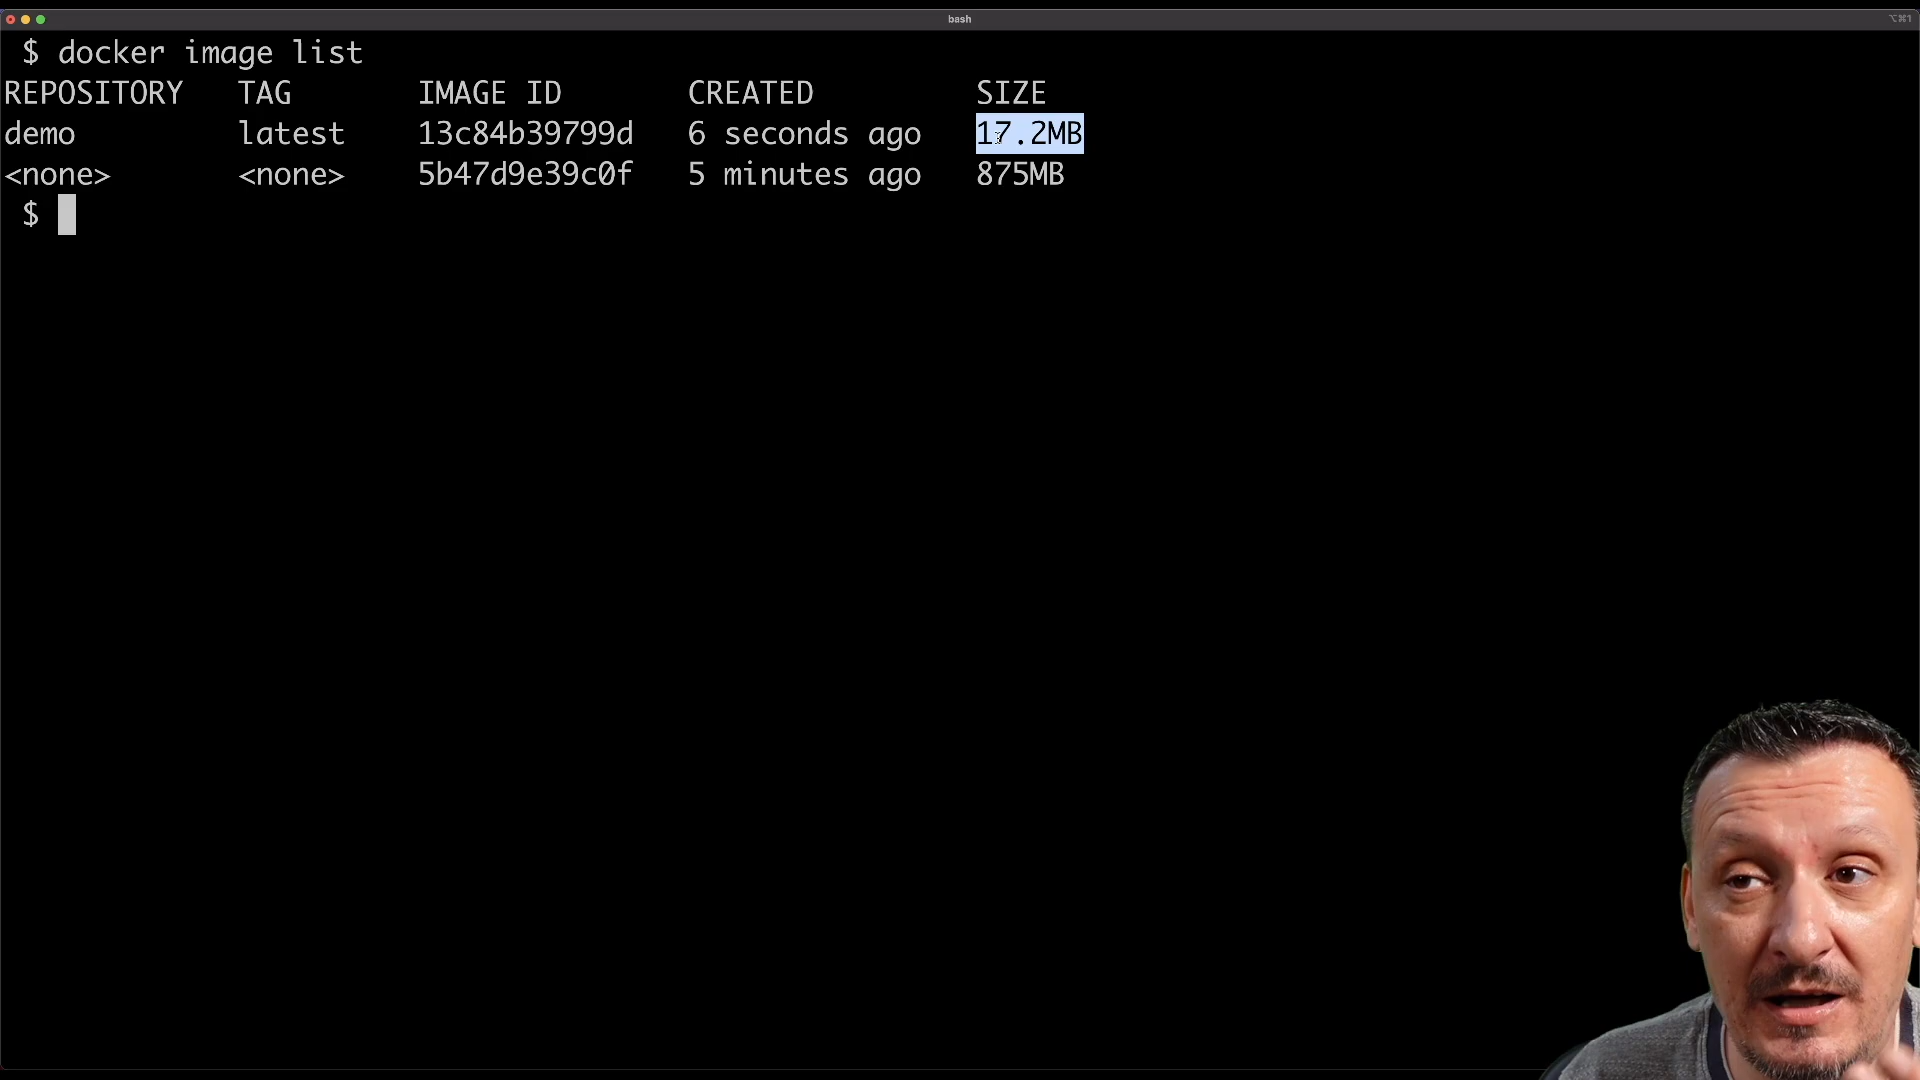 bash
⌥⌘1
$ docker image list
REPOSITORY TAG IMAGE ID CREATED SIZE
demo latest 13c84b39799d 6 seconds ago 17.2MB
<none> <none> 5b47d9e39c0f 5 minutes ago 875MB
$